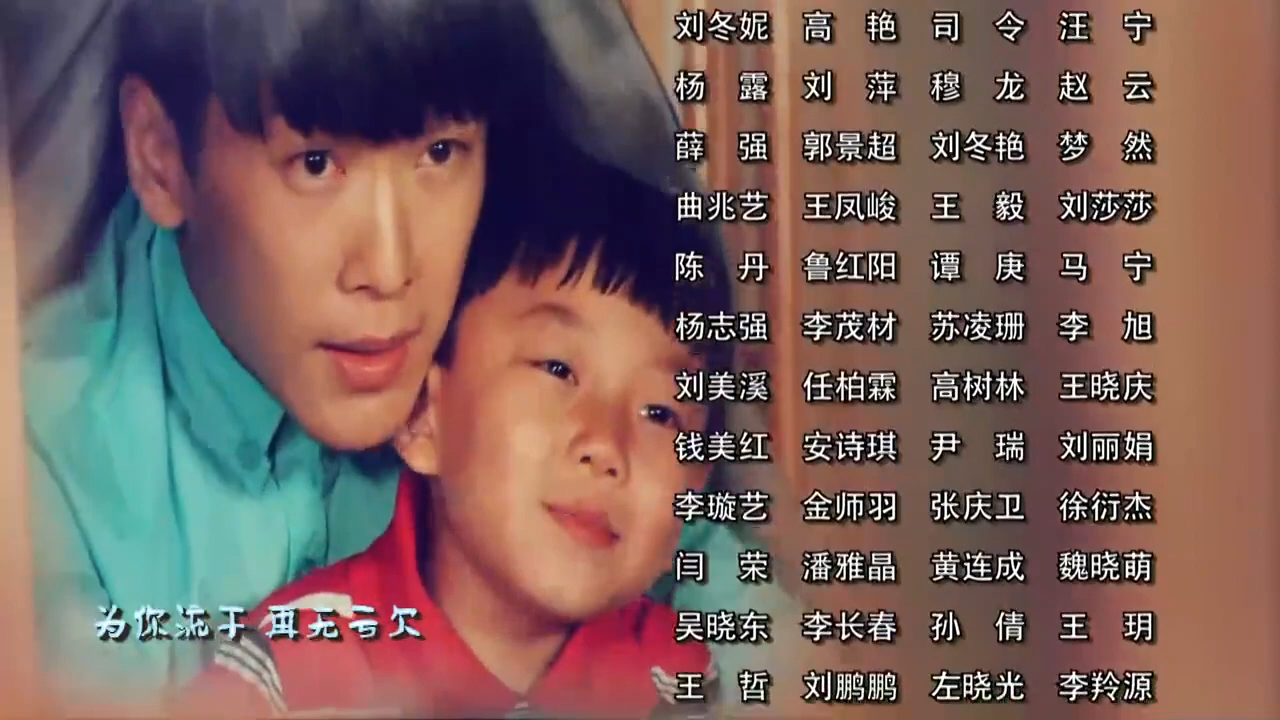 刘冬妮 高艳 司令 汪宁
杨露 刘萍 穆龙 赵云
薛强 郭景超 刘冬艳 梦然
曲兆艺 王凤峻 王毅 刘莎莎
陈丹 鲁红阳 谭庚 马宁
杨志强 李茂材 苏凌珊 李旭
刘美溪 任柏霖 高树林 王晓庆
钱美红 安诗琪 尹瑞 刘丽娟
李璇艺 金师羽 张庆卫 徐衍杰
闫荣 潘雅晶 黄连成 魏晓萌
吴晓东 李长春 孙倩 王玥
王哲 刘鹏鹏 左晓光 李羚源
为你流干 再无亏欠